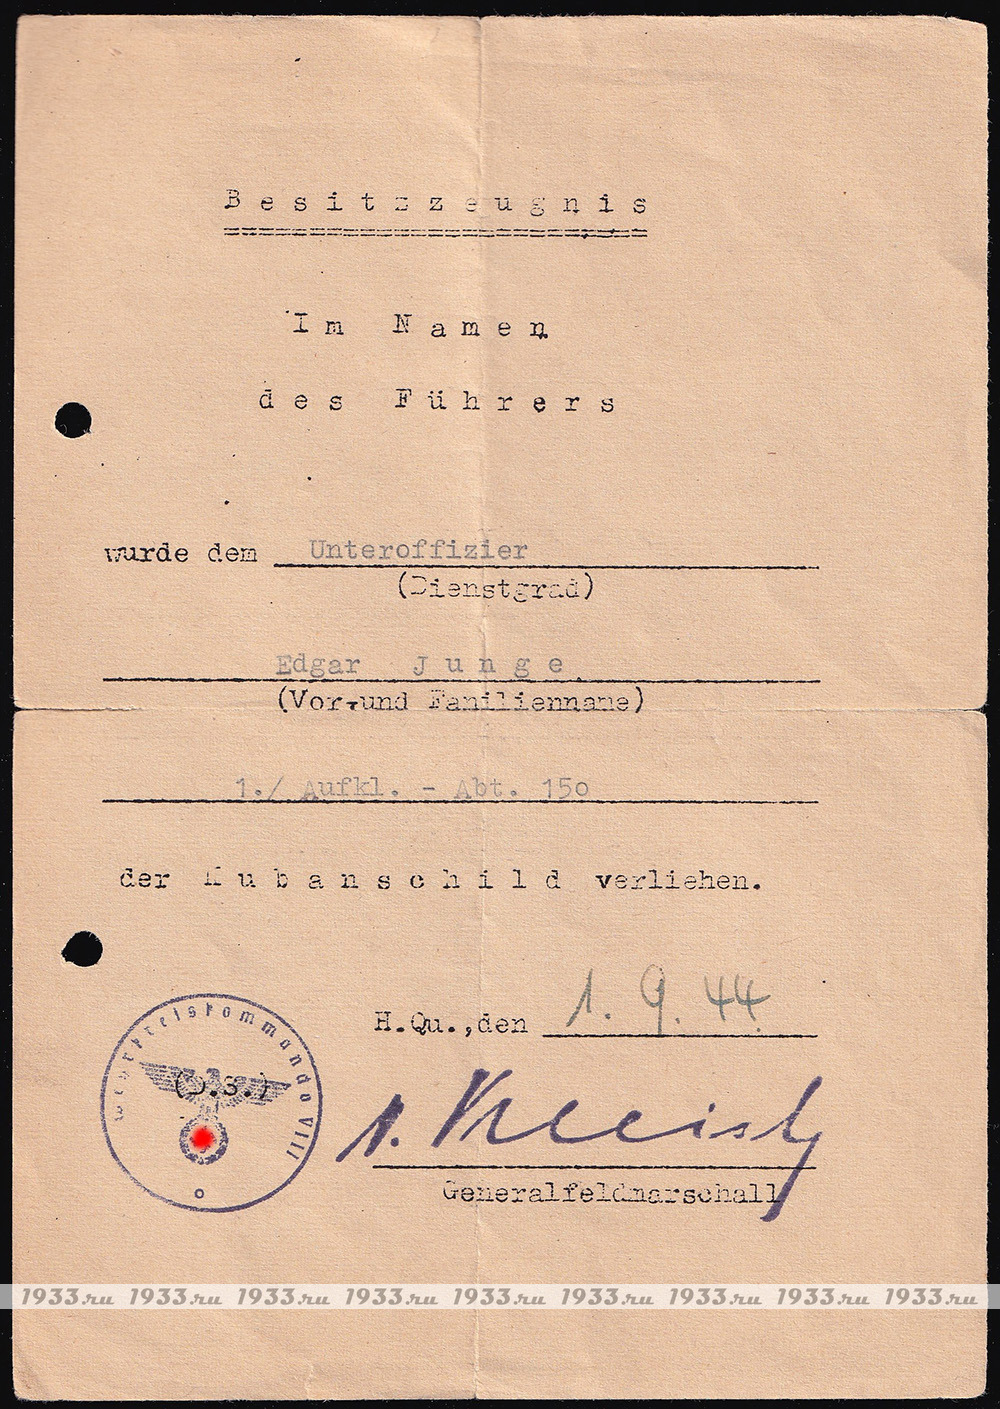 Besitzzeugnis
Im Namen
des Führers
wurde dem Unteroffizier
(Dienstgrad)
Edgar Junge
(Vor-und Familienname)
1./ Aufkl. - Abt. 150
der Kubanschild verliehen.
H.Qu.,den 1. 9. 44
Wehrkreiskommando VIII
(D.S.)
v. Kleist
Generalfeldmarschall
1933.ru 1933.ru 1933.ru 1933.ru 1933.ru 1933.ru 1933.ru 1933.ru 1933.ru